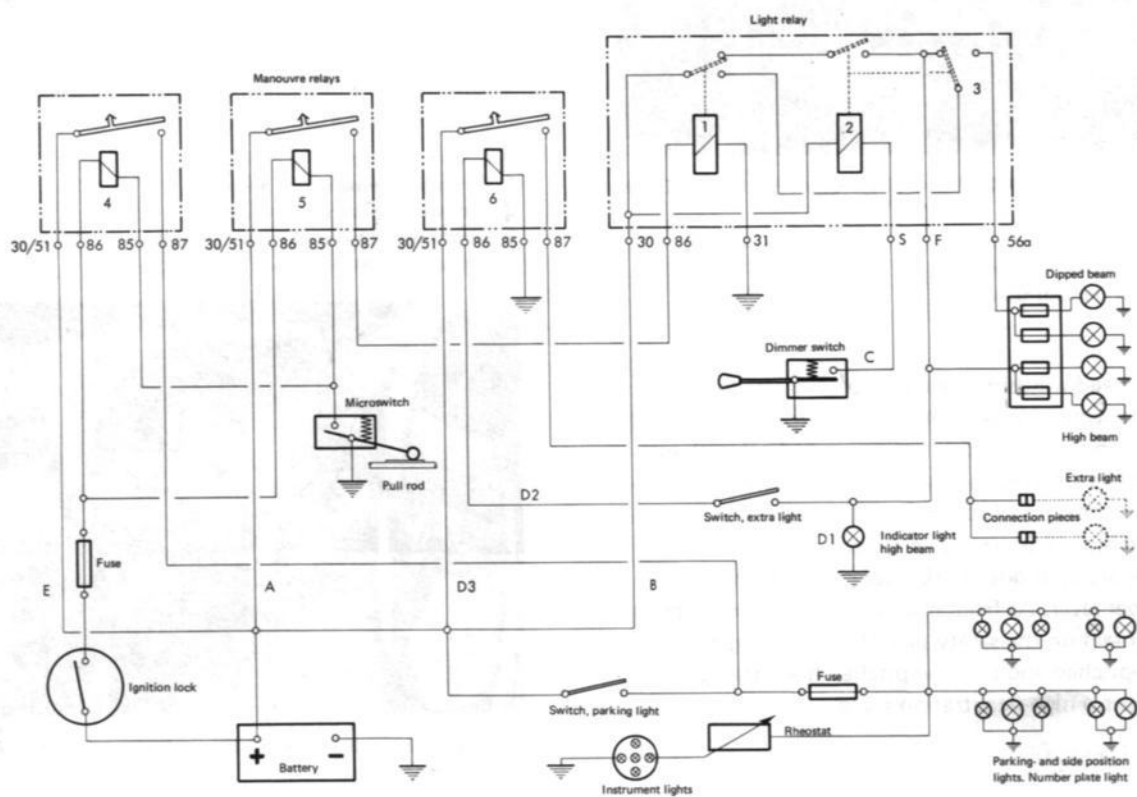 Light relay
Manouvre relays
1
2
3
4
5
6
30/51
86
85
87
30/51
86
85
87
30/51
86
85
87
30
86
31
S
F
56a
Dipped beam
Dimmer switch
C
Microswitch
High beam
Pull rod
D2
Extra light
Switch, extra light
Connection pieces
D1
Indicator light
high beam
Fuse
E
A
D3
B
Ignition lock
Fuse
Switch, parking light
Rheostat
+
-
Battery
Instrument lights
Parking- and side position
lights. Number plate light